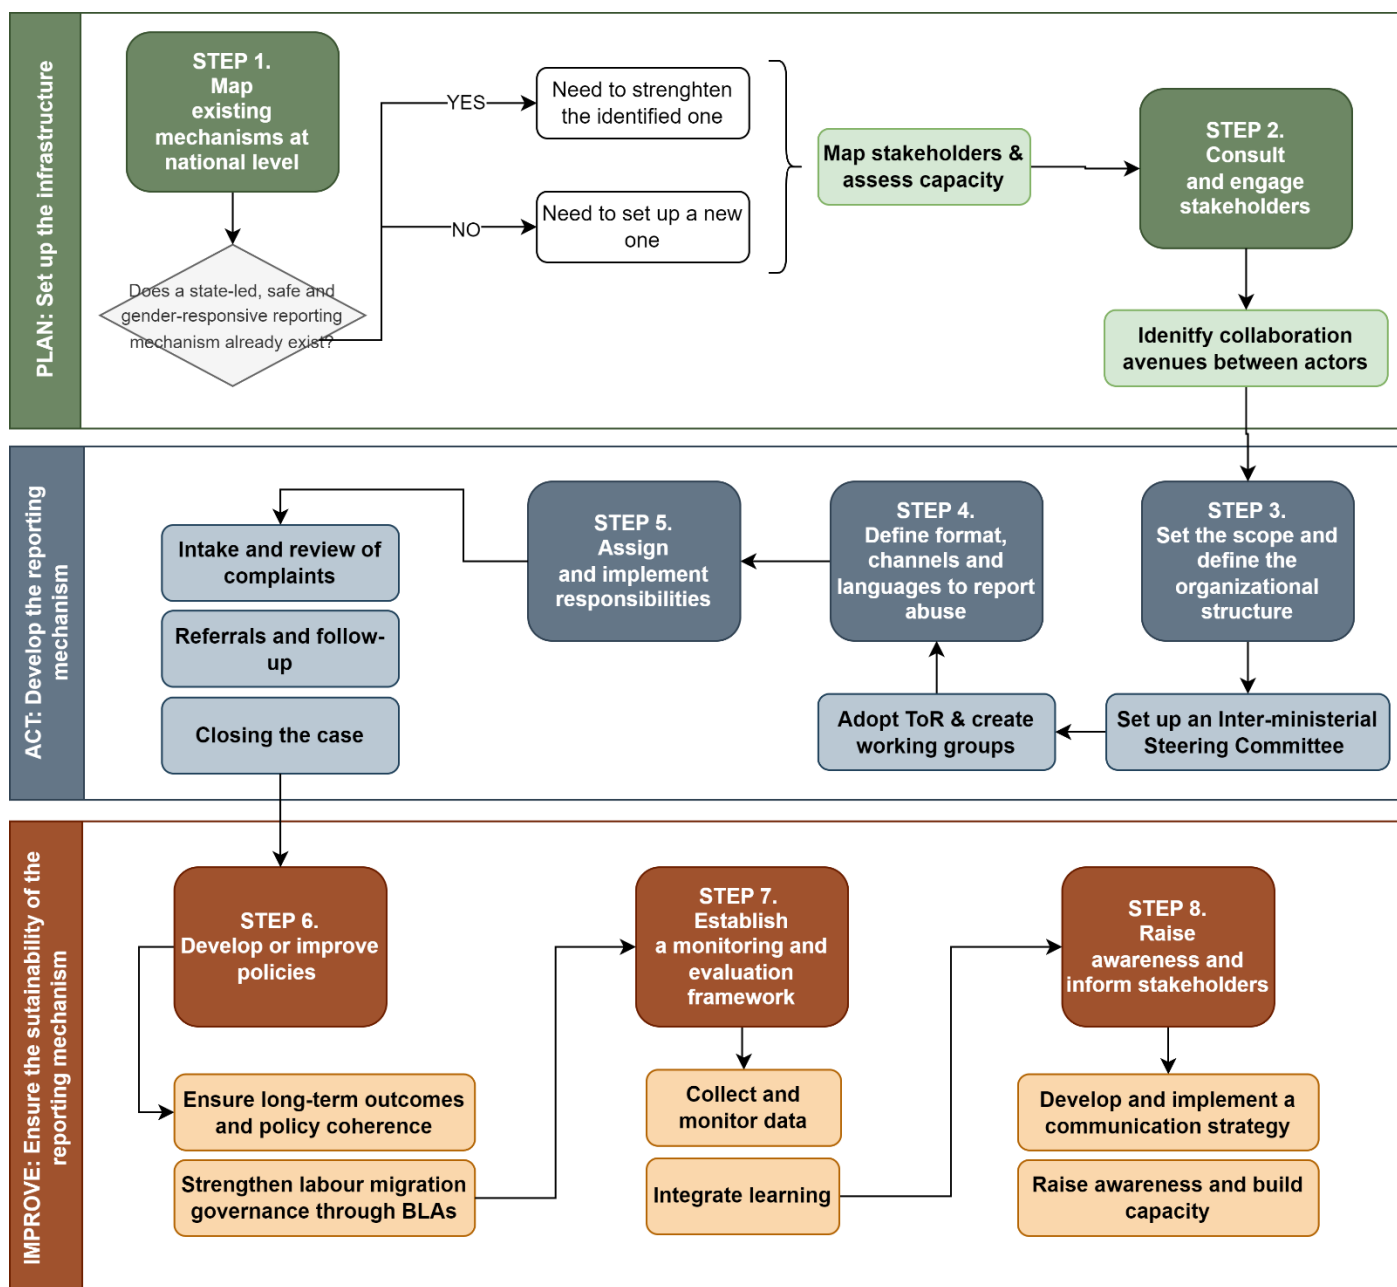 PLAN: Set up the infrastructure
STEP 1.
Map
existing
mechanisms at
national level
Does a state-led, safe and
gender-responsive reporting
mechanism already exist?
YES
Need to strenghten
the identified one
NO
Need to set up a new
one
Map stakeholders &
assess capacity
STEP 2.
Consult
and engage
stakeholders
Idenitfy collaboration
avenues between actors
ACT: Develop the reporting
mechanism
STEP 3.
Set the scope and
define the
organizational
structure
Set up an Inter-ministerial
Steering Committee
Adopt ToR & create
working groups
STEP 4.
Define format,
channels and
languages to report
abuse
STEP 5.
Assign
and implement
responsibilities
Intake and review of
complaints
Referrals and follow-
up
Closing the case
IMPROVE: Ensure the sutainability of the
reporting mechanism
STEP 6.
Develop or improve
policies
Ensure long-term outcomes
and policy coherence
Strengthen labour migration
governance through BLAs
STEP 7.
Establish
a monitoring and
evaluation
framework
Collect and
monitor data
Integrate learning
STEP 8.
Raise
awareness and
inform stakeholders
Develop and implement a
communication strategy
Raise awareness and build
capacity